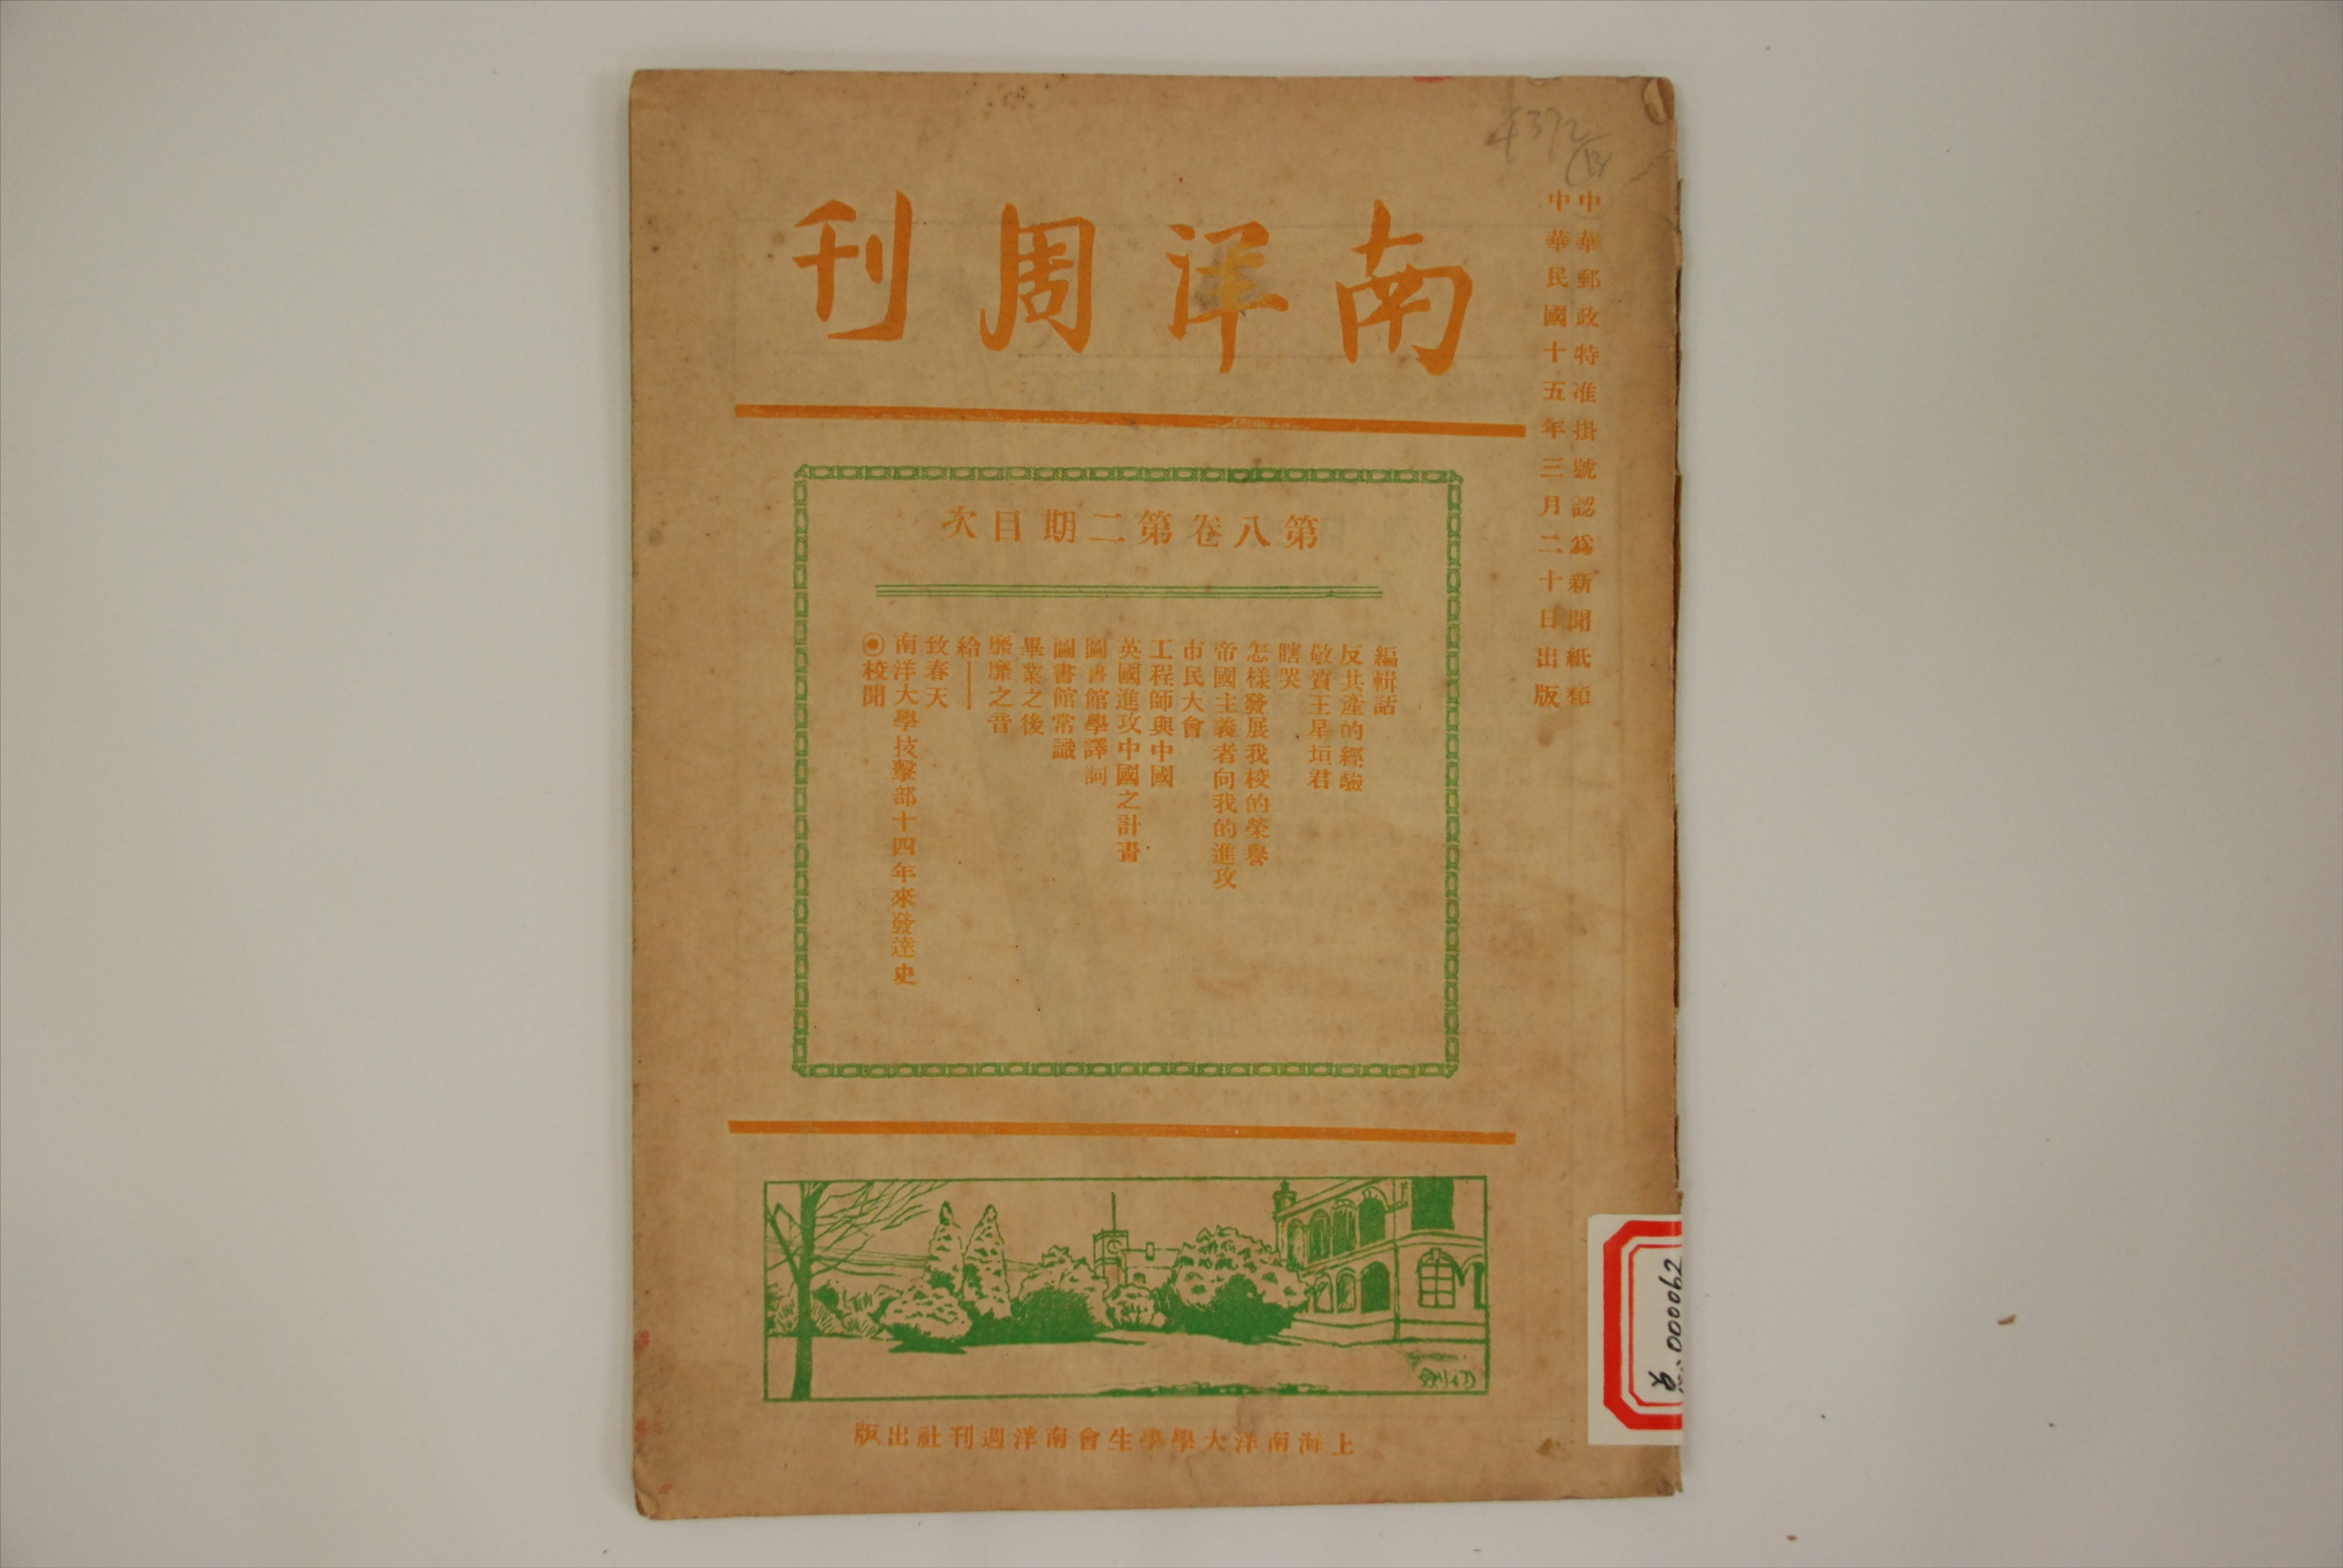 南洋周刊
中華郵政特准掛號認爲新聞紙類
中華民國十五年三月二十日出版
第八卷第二期目次
編輯話
反共產的經驗
敬質王星垣君
瞎哭
怎樣發展我校的榮譽
帝國主義者向我的進攻
市民大會
工程師與中國
英國進攻中國之計畫
圖書館學譯詞
圖書館常識
畢業之後
靡靡之音
給——
致春天
南洋大學技擊部十四年來發達史
◉校聞
上海南洋大學學生會南洋週刊社出版
000062